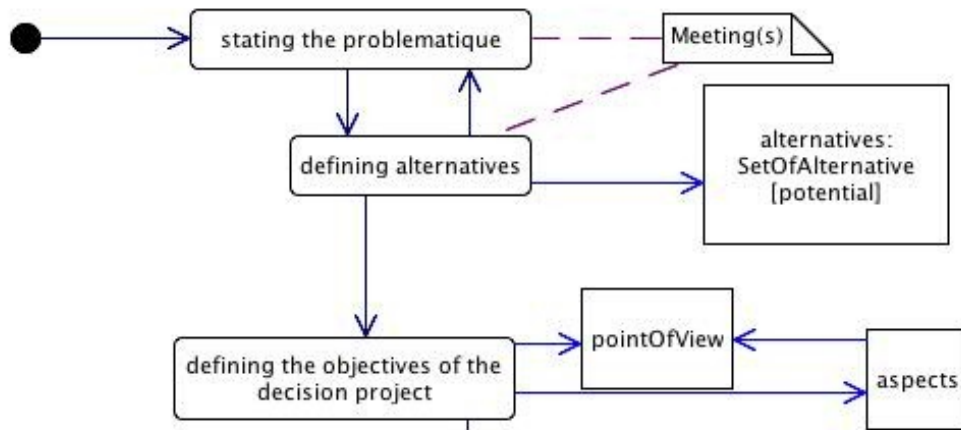 stating the problematique
Meeting(s)
defining alternatives
alternatives:
SetOfAlternative
[potential]
defining the objectives of the
decision project
pointOfView
aspects